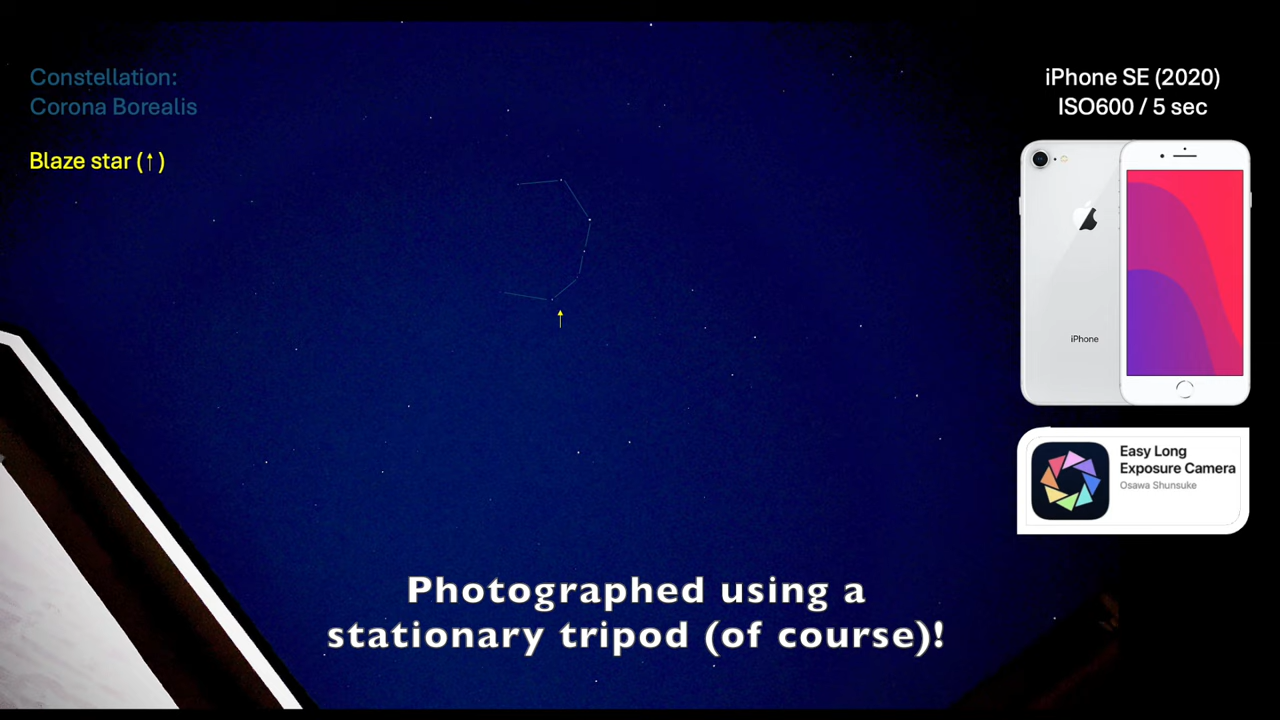 Constellation:
Corona Borealis
Blaze star (↑)
iPhone SE (2020)
ISO600 / 5 sec
iPhone
Easy Long
Exposure Camera
Osawa Shunsuke
Photographed using a
stationary tripod (of course)!